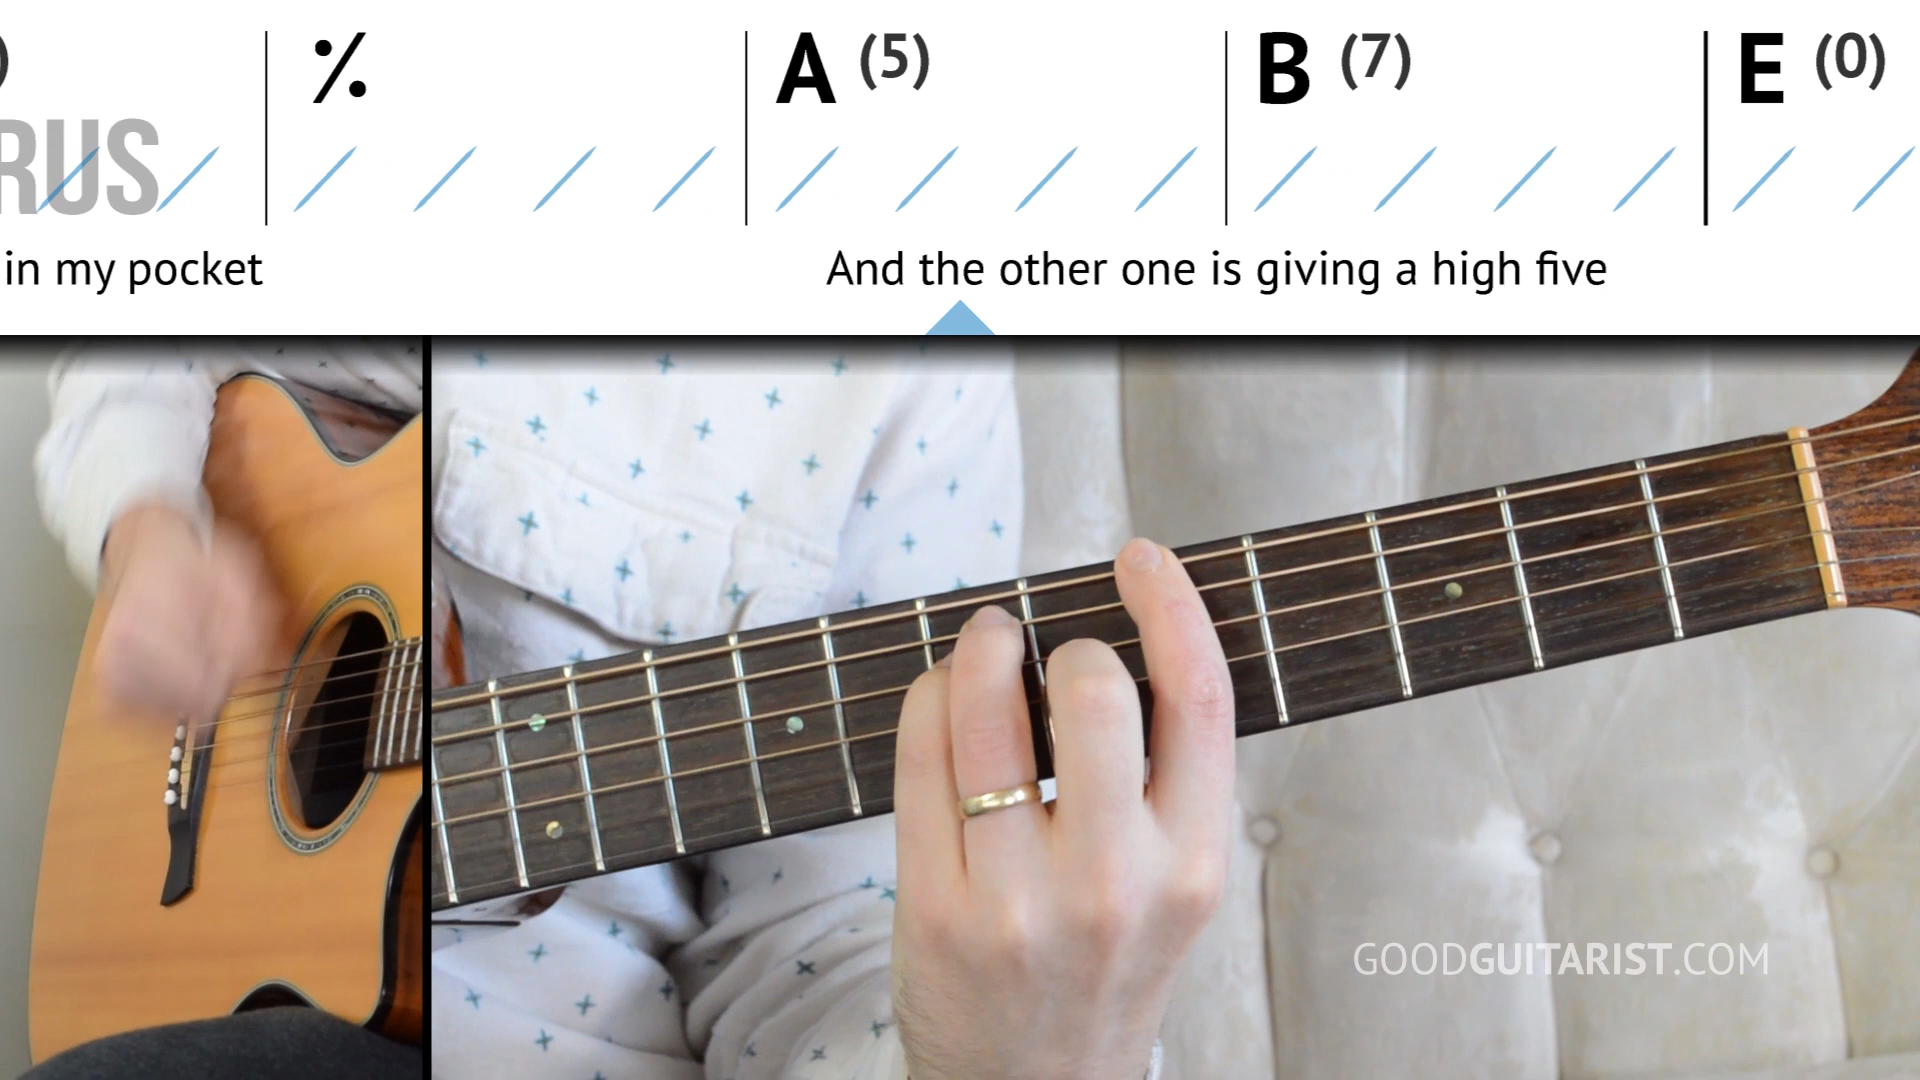 ) % A (5) B (7) E (0)
RUS
in my pocket And the other one is giving a high five
GOODGUITARIST.COM